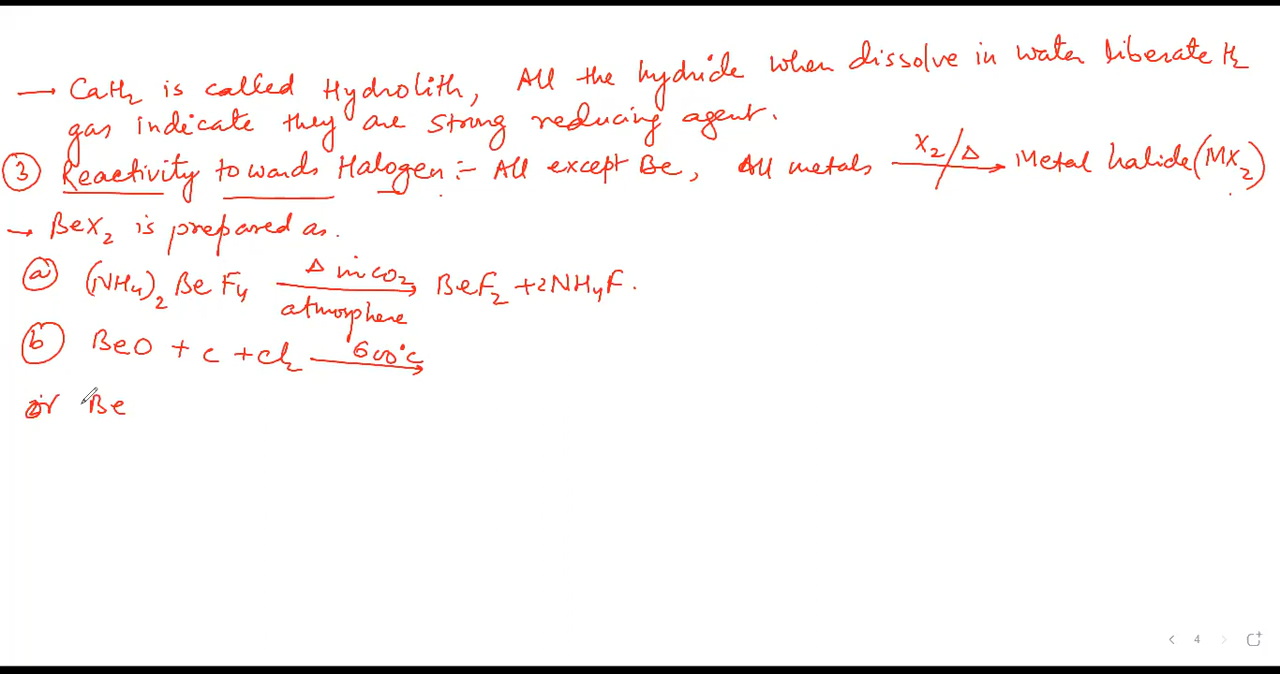 → CaH2 is called Hydrolith, All the hydride when dissolve in water liberate H2
gas indicate they are strong reducing agent.
③ Reactivity towards Halogen :- All except Be, All metals X2/Δ → Metal halide (MX2)
→ BeX2 is prepared as.
ⓐ (NH4)2 BeF4 Δ in CO2 atmosphere → BeF2 + 2NH4F.
ⓑ BeO + C + Cl2 600°C →
or Be
< 4 >